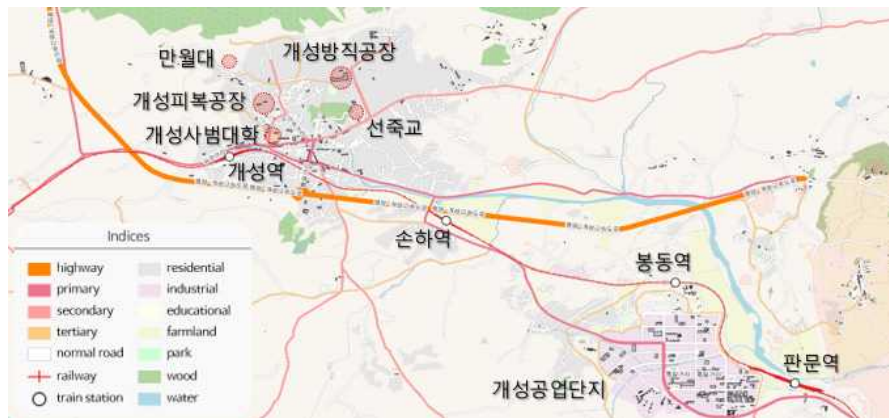 만월대
개성방직공장
개성피복공장
선죽교
개성사범대학
개성역
손하역
봉동역
판문역
개성공업단지
Indices
highway
residential
primary
industrial
secondary
educational
tertiary
farmland
normal road
park
railway
wood
train station
water